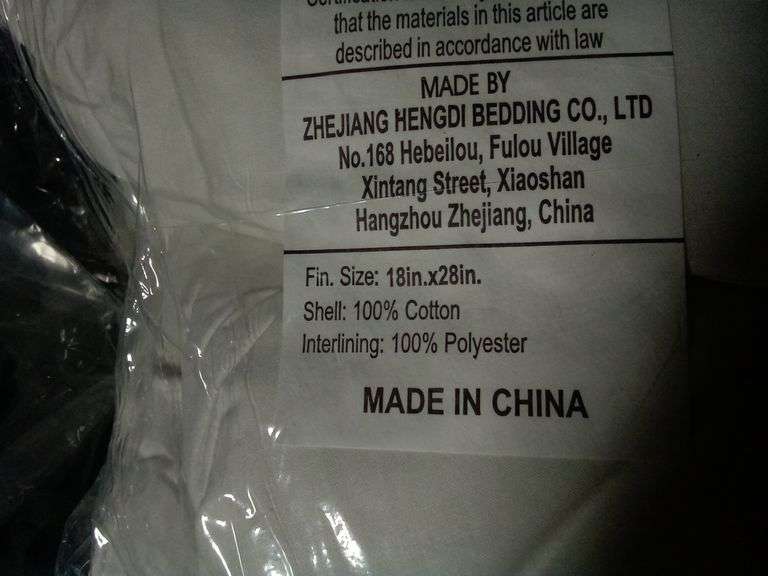 Certification
that the materials in this article are
described in accordance with law
MADE BY
ZHEJIANG HENGDI BEDDING CO., LTD
No.168 Hebeilou, Fulou Village
Xintang Street, Xiaoshan
Hangzhou Zhejiang, China
Fin. Size: 18in.x28in.
Shell: 100% Cotton
Interlining: 100% Polyester
MADE IN CHINA